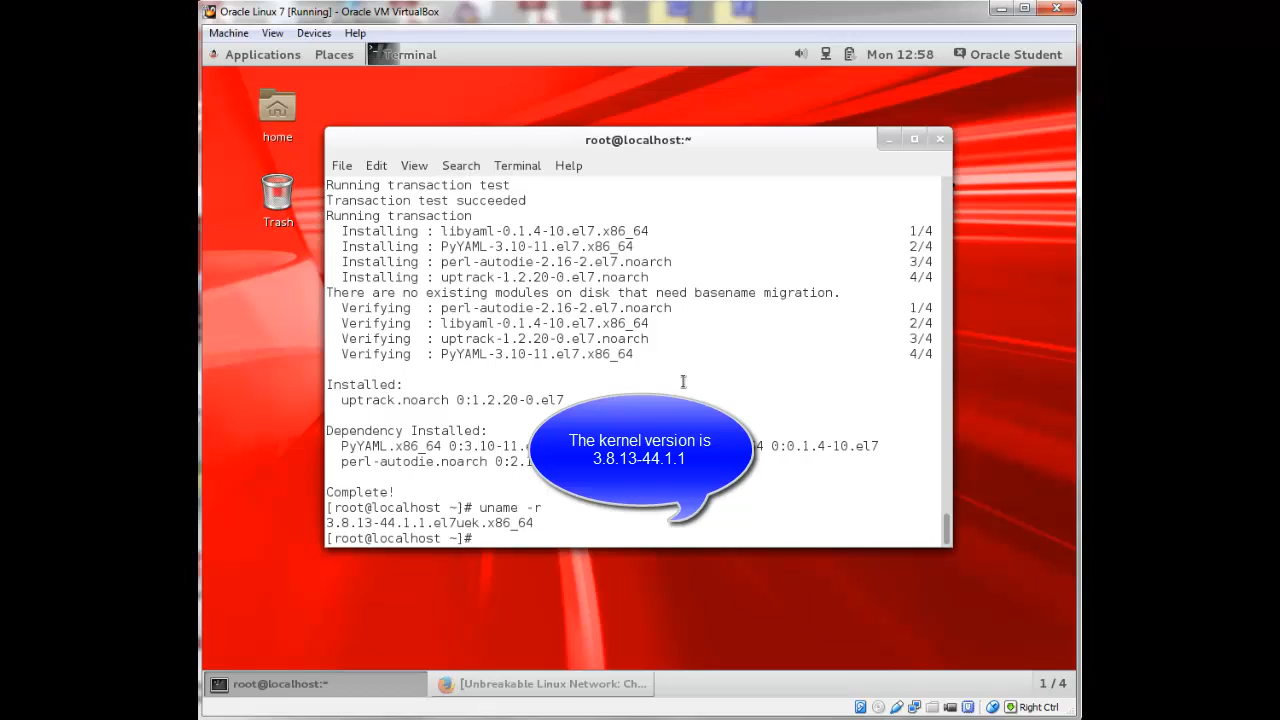 Oracle Linux 7 [Running] - Oracle VM VirtualBox
Machine View Devices Help
Applications Places Terminal Mon 12:58 Oracle Student
home
Trash
root@localhost:~
File Edit View Search Terminal Help
Running transaction test
Transaction test succeeded
Running transaction
Installing : libyaml-0.1.4-10.el7.x86_64 1/4
Installing : PyYAML-3.10-11.el7.x86_64 2/4
Installing : perl-autodie-2.16-2.el7.noarch 3/4
Installing : uptrack-1.2.20-0.el7.noarch 4/4
There are no existing modules on disk that need basename migration.
Verifying : perl-autodie-2.16-2.el7.noarch 1/4
Verifying : libyaml-0.1.4-10.el7.x86_64 2/4
Verifying : uptrack-1.2.20-0.el7.noarch 3/4
Verifying : PyYAML-3.10-11.el7.x86_64 4/4
Installed:
uptrack.noarch 0:1.2.20-0.el7
Dependency Installed:
PyYAML.x86_64 0:3.10-11.e 4 0:0.1.4-10.el7
perl-autodie.noarch 0:2.1
The kernel version is
3.8.13-44.1.1
Complete!
[root@localhost ~]# uname -r
3.8.13-44.1.1.el7uek.x86_64
[root@localhost ~]#
root@localhost:~ [Unbreakable Linux Network: Ch... 1 / 4
Right Ctrl